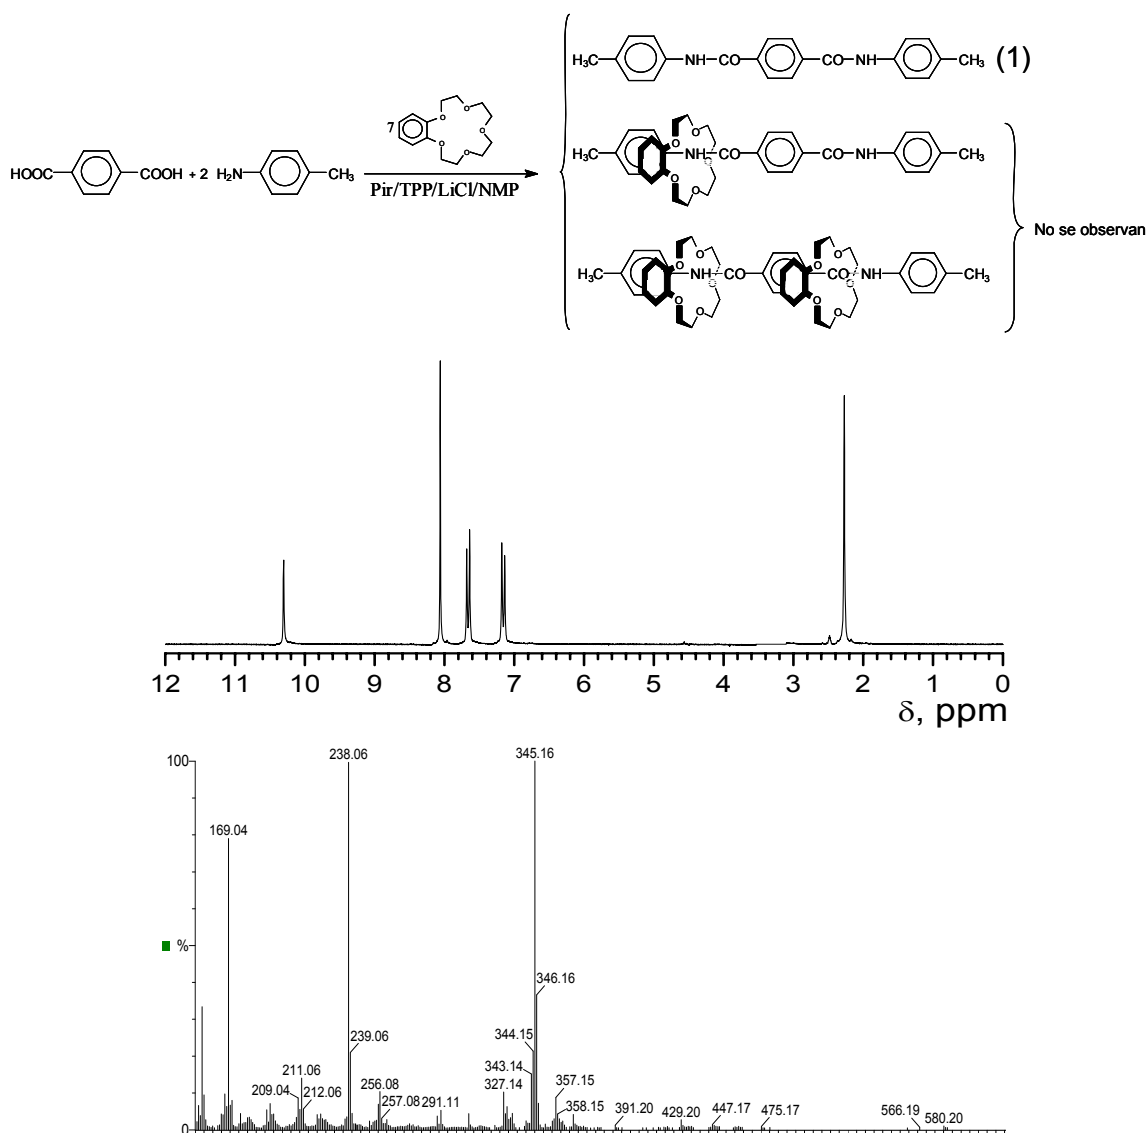 H₃C NH CO CO NH CH₃ (1)
7 O O O O O
H₃C NH CO CO NH CH₃
O O O O O
HOOC COOH + 2 H₂N CH₃
Pir/TPP/LiCl/NMP
No se observan
H₃C NH CO CO NH CH₃
O O O O O O O O O O
12 11 10 9 8 7 6 5 4 3 2 1 0
δ, ppm
100
238.06
345.16
169.04
%
346.16
239.06
344.15
343.14
327.14
211.06
209.04
212.06
256.08
257.08
291.11
357.15
358.15
391.20
429.20
447.17
475.17
566.19
580.20
0